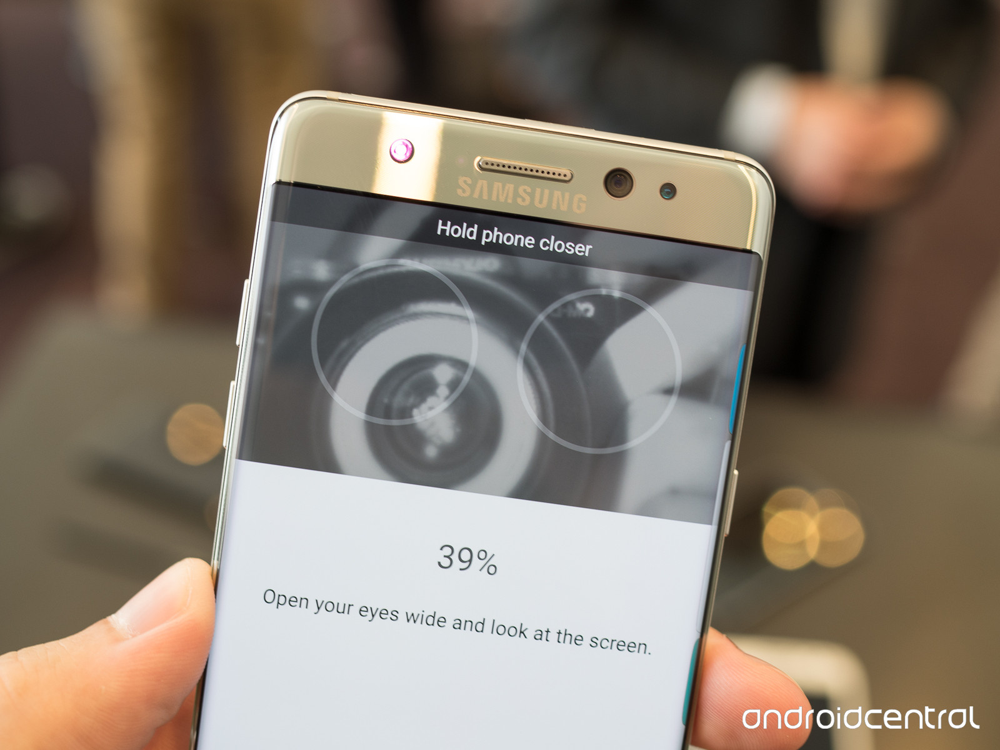 SAMSUNG
Hold phone closer
39%
Open your eyes wide and look at the screen.
androidcentral